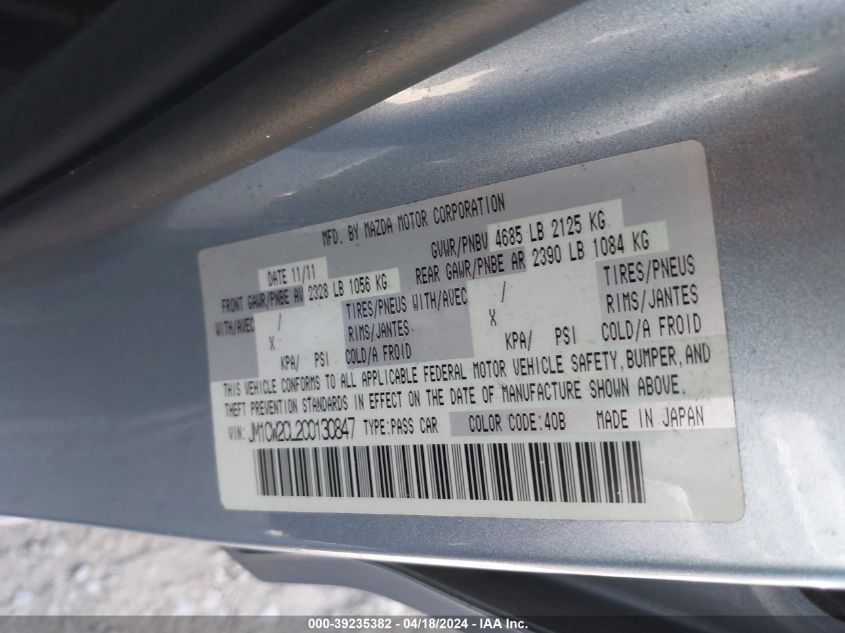 MFD. BY MAZDA MOTOR CORPORATION
DATE 11/11 GVWR/PNBV 4685 LB 2125 KG
FRONT GAWR/PNBE AV 2328 LB 1056 KG REAR GAWR/PNBE AR 2390 LB 1084 KG
WITH/AVEC / TIRES/PNEUS WITH/AVEC / TIRES/PNEUS
X RIMS/JANTES X RIMS/JANTES
KPA/ PSI COLD/A FROID KPA/ PSI COLD/A FROID
THIS VEHICLE CONFORMS TO ALL APPLICABLE FEDERAL MOTOR VEHICLE SAFETY, BUMPER, AND
THEFT PREVENTION STANDARDS IN EFFECT ON THE DATE OF MANUFACTURE SHOWN ABOVE.
VIN: JM1CW2CL2C0130847 TYPE:PASS CAR COLOR CODE:40B MADE IN JAPAN
000-39235382 - 04/18/2024 - IAA Inc.